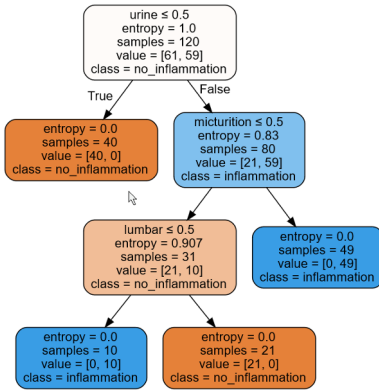 urine ≤ 0.5
entropy = 1.0
samples = 120
value = [61, 59]
class = no_inflammation
True
False
entropy = 0.0
samples = 40
value = [40, 0]
class = no_inflammation
micturition ≤ 0.5
entropy = 0.83
samples = 80
value = [21, 59]
class = inflammation
lumbar ≤ 0.5
entropy = 0.907
samples = 31
value = [21, 10]
class = no_inflammation
entropy = 0.0
samples = 49
value = [0, 49]
class = inflammation
entropy = 0.0
samples = 10
value = [0, 10]
class = inflammation
entropy = 0.0
samples = 21
value = [21, 0]
class = no_inflammation